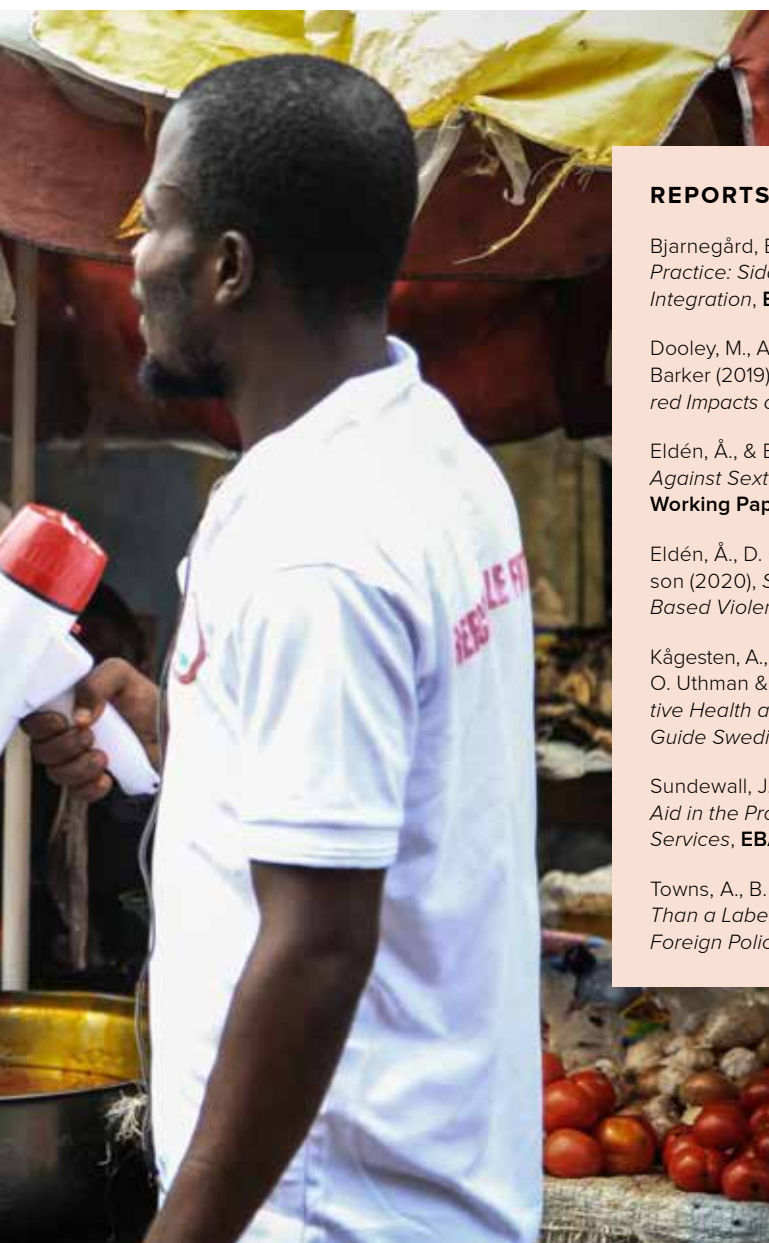 REPORTS
Bjarnegård, E
Practice: Side
Integration, E
Dooley, M., A
Barker (2019)
red Impacts o
Eldén, Å., & E
Against Sext
Working Pap
Eldén, Å., D.
son (2020), S
Based Violen
Kågesten, A.,
O. Uthman &
tive Health a
Guide Swedi
Sundewall, J.
Aid in the Pro
Services, EBA
Towns, A., B.
Than a Labe
Foreign Polic